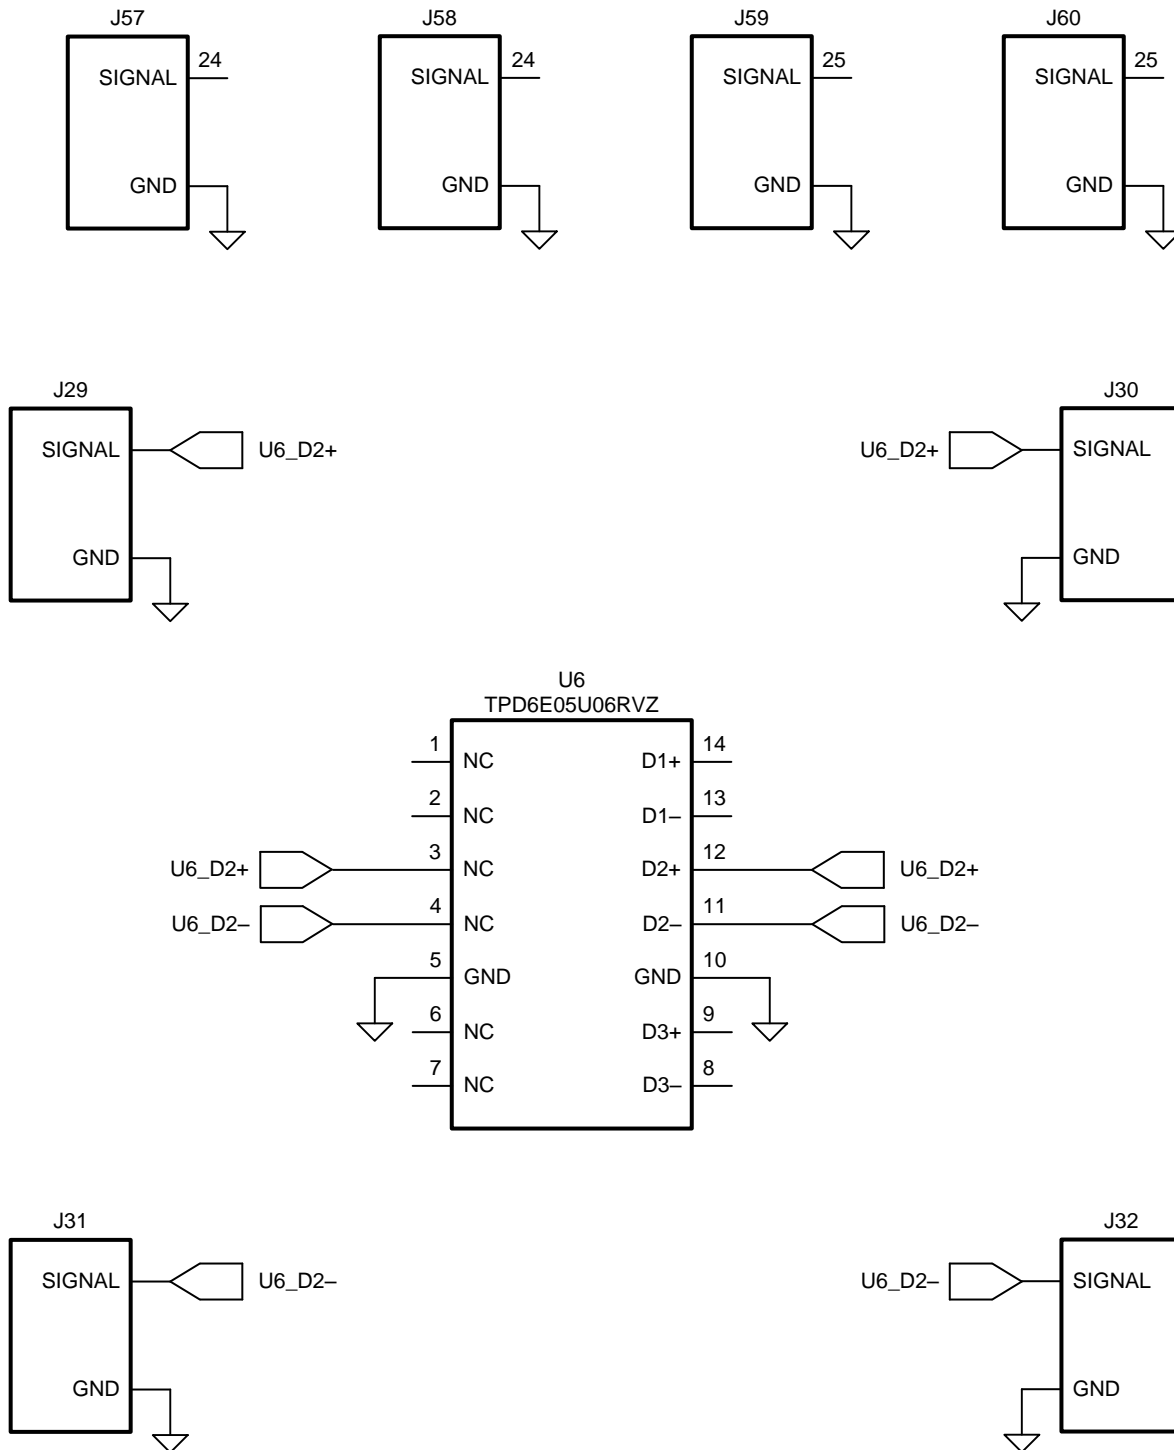 J57 J58 J59 J60
24 24 25 25
SIGNAL SIGNAL SIGNAL SIGNAL
GND GND GND GND
J29 J30
SIGNAL U6_D2+ U6_D2+ SIGNAL
GND GND
U6
TPD6E05U06RVZ
1 NC D1+ 14
2 NC D1– 13
U6_D2+ 3 NC D2+ 12 U6_D2+
U6_D2– 4 NC D2– 11 U6_D2–
5 GND GND 10
6 NC D3+ 9
7 NC D3– 8
J31 J32
SIGNAL U6_D2– U6_D2– SIGNAL
GND GND